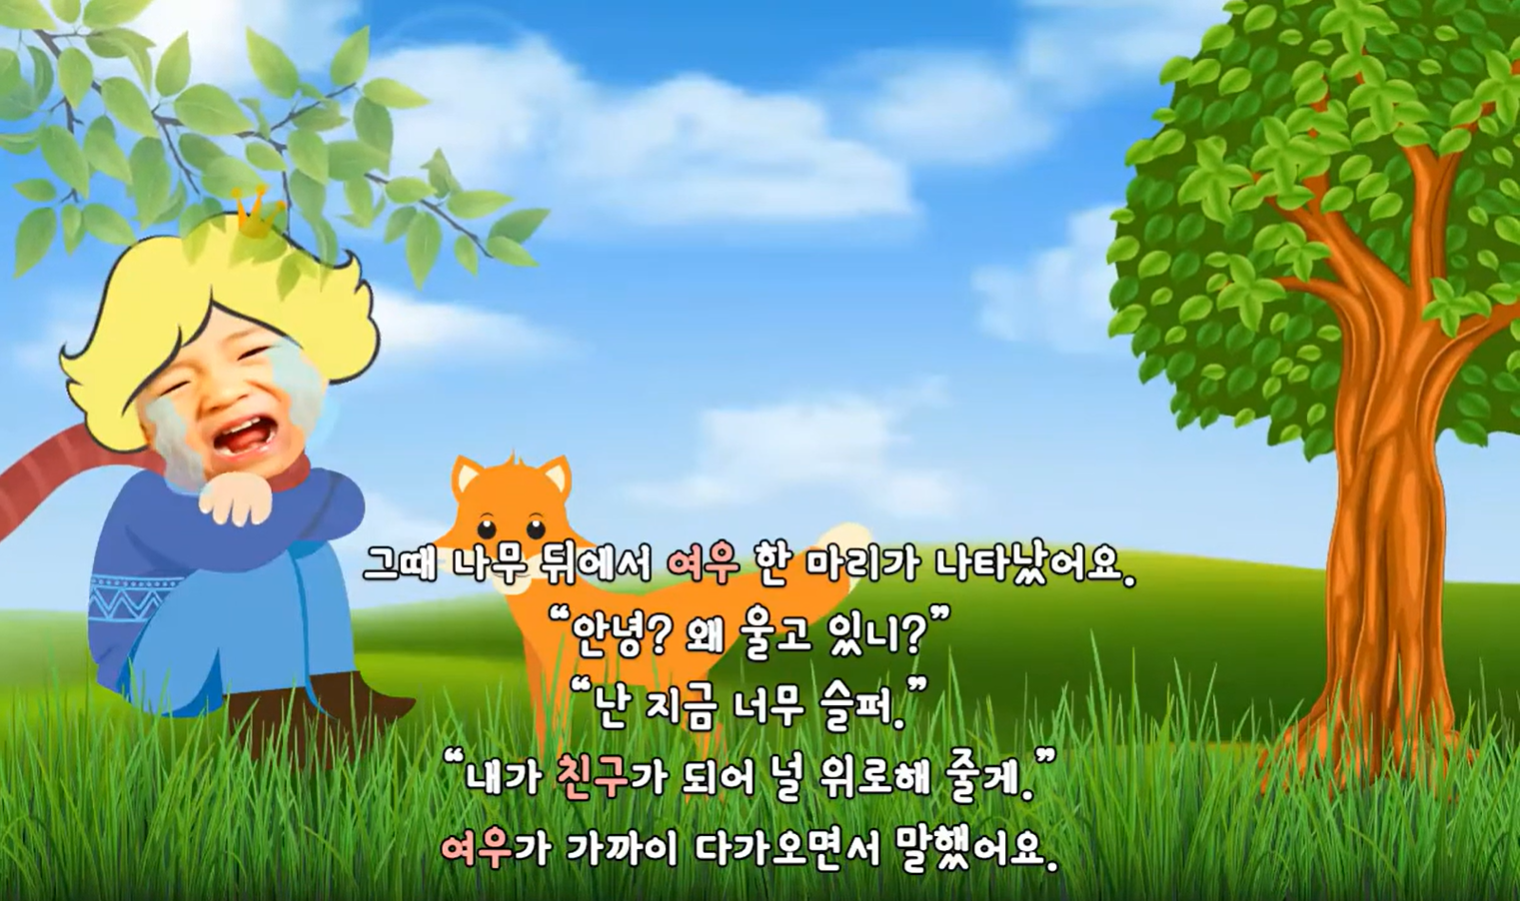 그때 나무 뒤에서 여우 한 마리가 나타났어요.
“안녕? 왜 울고 있니?”
“난 지금 너무 슬퍼.”
“내가 친구가 되어 널 위로해 줄게.”
여우가 가까이 다가오면서 말했어요.